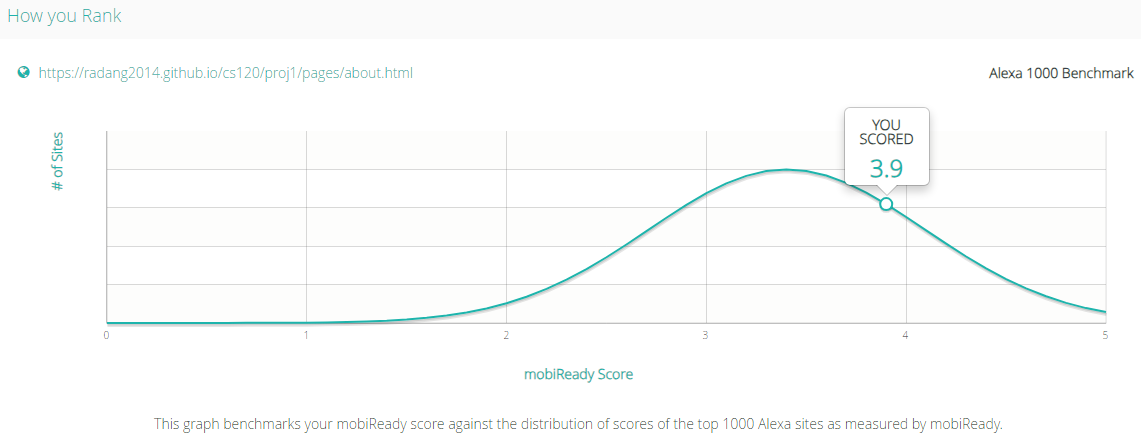 How you Rank
https://radang2014.github.io/cs120/proj1/pages/about.html
Alexa 1000 Benchmark
# of Sites
YOU
SCORED
3.9
0 1 2 3 4 5
mobiReady Score
This graph benchmarks your mobiReady score against the distribution of scores of the top 1000 Alexa sites as measured by mobiReady.